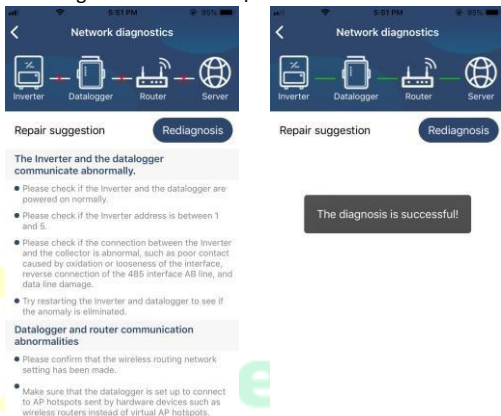 5:51 PM
95%
Network diagnostics
Inverter Datalogger Router Server
Repair suggestion
Rediagnosis
The Inverter and the datalogger
communicate abnormally.
Please check if the Inverter and the datalogger are
powered on normally.
Please check if the Inverter address is between 1
and 5.
Please check if the connection between the Inverter
and the collector is abnormal, such as poor contact
caused by oxidation or looseness of the interface,
reverse connection of the 485 interface AB line, and
data line damage.
Try restarting the Inverter and datalogger to see if
the anomaly is eliminated.
Datalogger and router communication
abnormalities
Please confirm that the wireless routing network
setting has been made.
Make sure that the datalogger is set up to connect
to AP hotspots sent by hardware devices such as
wireless routers instead of virtual AP hotspots.
5:51 PM
95%
Network diagnostics
Inverter Datalogger Router Server
Repair suggestion
Rediagnosis
The diagnosis is successful!